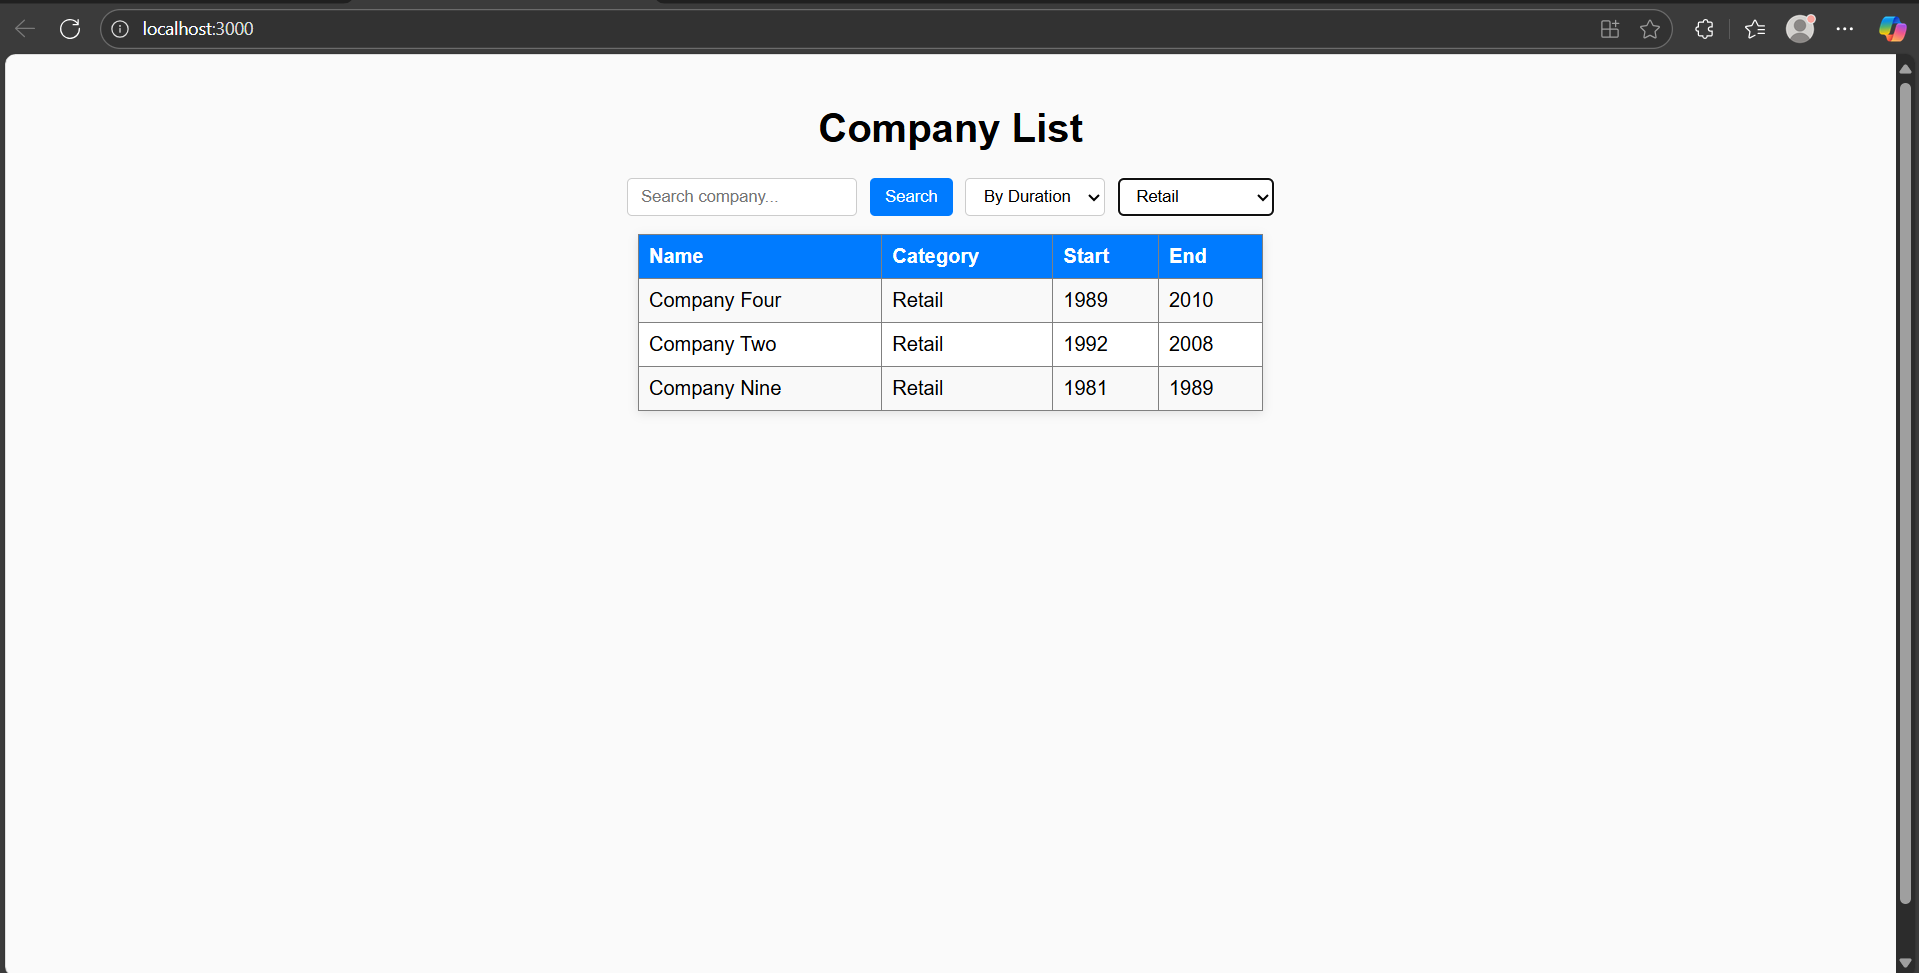 localhost:3000
Company List
Search company... Search By Duration Retail
Name Category Start End
Company Four Retail 1989 2010
Company Two Retail 1992 2008
Company Nine Retail 1981 1989